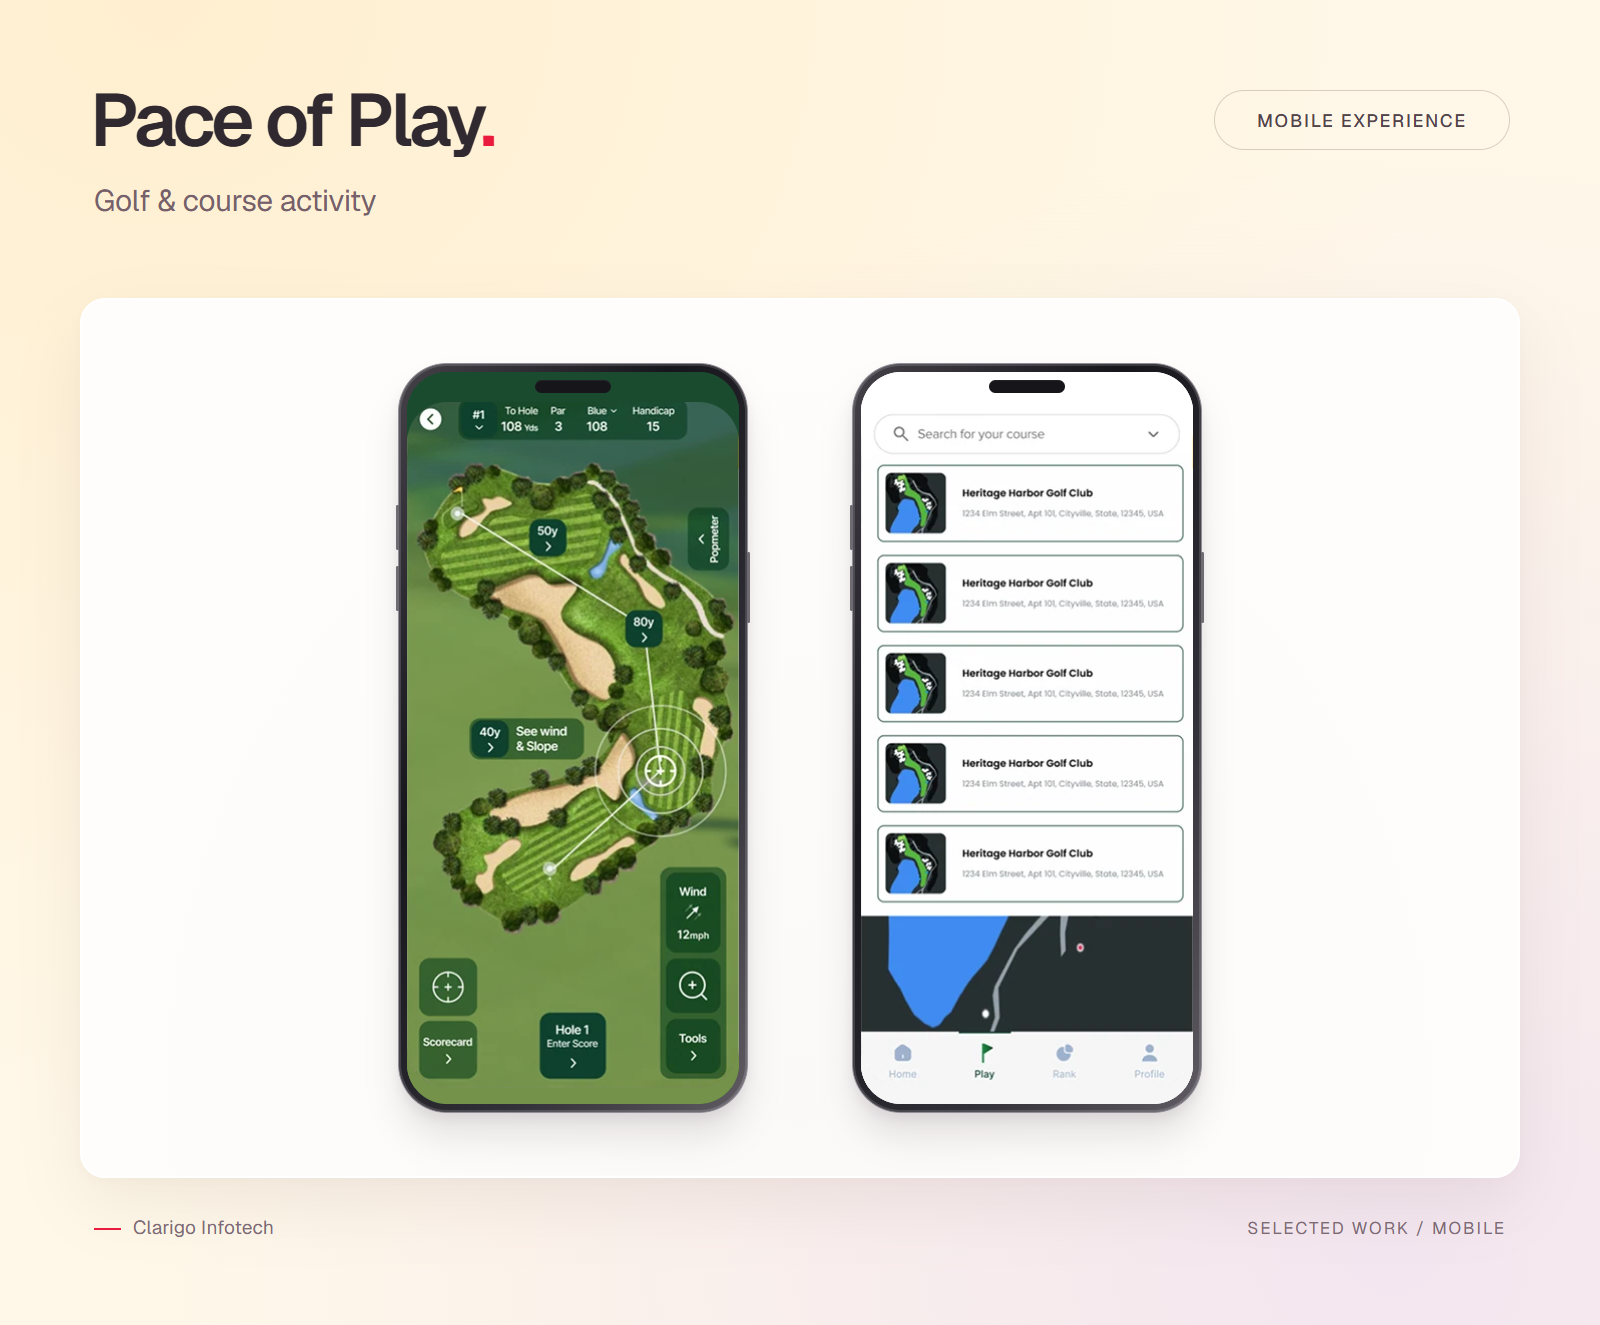 Pace of Play.
MOBILE EXPERIENCE
Golf & course activity
#1
To Hole
108 Yds
Par
3
Blue
108
Handicap
15
50y
Popmeter
80y
40y
See wind
& Slope
Wind
12mph
Scorecard
Hole 1
Enter Score
Tools
Search for your course
Heritage Harbor Golf Club
1234 Elm Street, Apt 101, Cityville, State, 12345, USA
Heritage Harbor Golf Club
1234 Elm Street, Apt 101, Cityville, State, 12345, USA
Heritage Harbor Golf Club
1234 Elm Street, Apt 101, Cityville, State, 12345, USA
Heritage Harbor Golf Club
1234 Elm Street, Apt 101, Cityville, State, 12345, USA
Heritage Harbor Golf Club
1234 Elm Street, Apt 101, Cityville, State, 12345, USA
Home
Play
Rank
Profile
Clarigo Infotech
SELECTED WORK / MOBILE